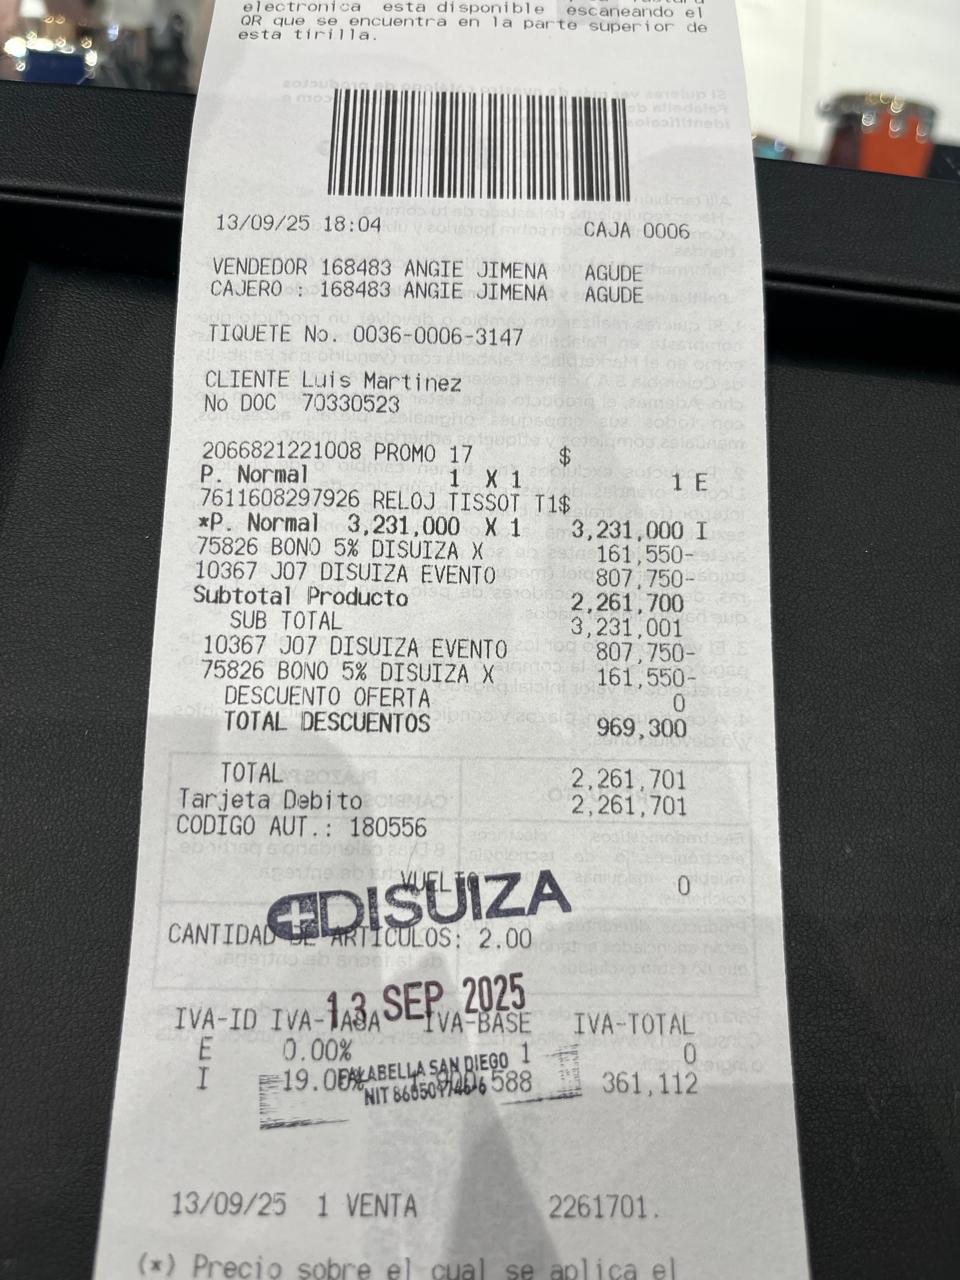 electronica esta disponible escaneando el
QR que se encuentra en la parte superior de
esta tirilla.
13/09/25 18:04 CAJA 0006
VENDEDOR 168483 ANGIE JIMENA AGUDE
CAJERO : 168483 ANGIE JIMENA AGUDE
TIQUETE No. 0036-0006-3147
CLIENTE Luis Martinez
No DOC 70330523
2066821221008 PROMO 17 $
P. Normal 1 X 1 1 E
7611608297926 RELOJ TISSOT T1$
*P. Normal 3,231,000 X 1 3,231,000 I
75826 BONO 5% DISUIZA X 161,550-
10367 J07 DISUIZA EVENTO 807,750-
Subtotal Producto 2,261,700
SUB TOTAL 3,231,001
10367 J07 DISUIZA EVENTO 807,750-
75826 BONO 5% DISUIZA X 161,550-
DESCUENTO OFERTA 0
TOTAL DESCUENTOS 969,300
TOTAL 2,261,701
Tarjeta Debito 2,261,701
CODIGO AUT.: 180556
VUELTO 0
DISUIZA
CANTIDAD DE ARTICULOS: 2.00
13 SEP 2025
IVA-ID IVA-TASA IVA-BASE IVA-TOTAL
E 0.00% 1 0
FALABELLA SAN DIEGO
I 19.00% 588 361,112
NIT
13/09/25 1 VENTA 2261701.
(*) Precio sobre el cual se aplica el